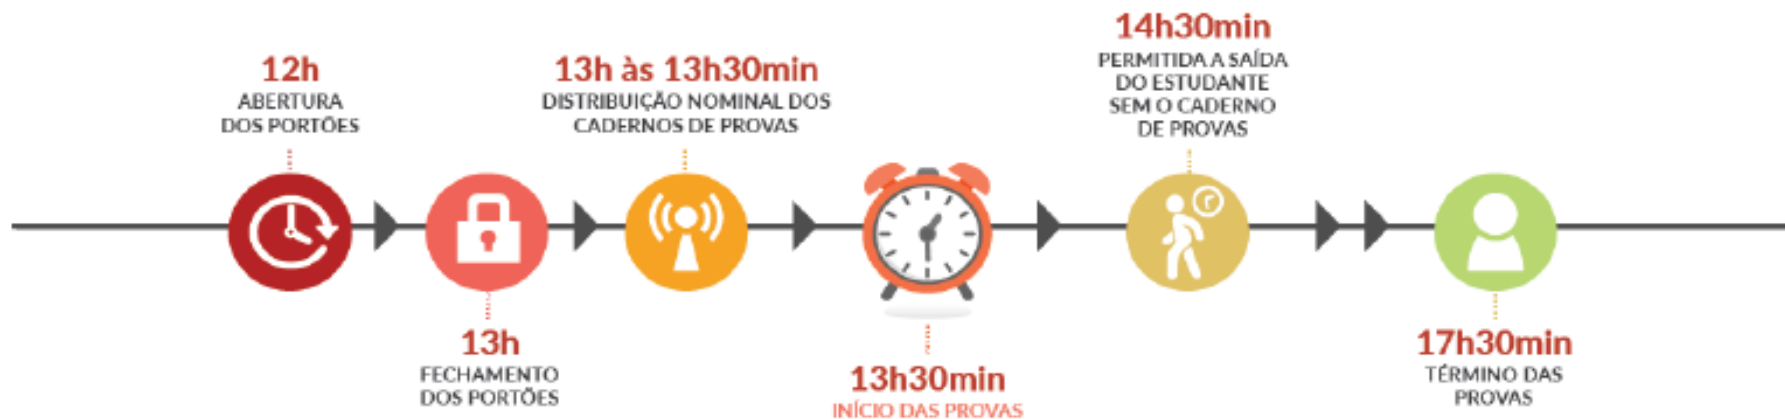 12h
ABERTURA
DOS PORTÕES
13h
FECHAMENTO
DOS PORTÕES
13h às 13h30min
DISTRIBUIÇÃO NOMINAL DOS
CADERNOS DE PROVAS
13h30min
INÍCIO DAS PROVAS
14h30min
PERMITIDA A SAÍDA
DO ESTUDANTE
SEM O CADERNO
DE PROVAS
17h30min
TÉRMINO DAS
PROVAS